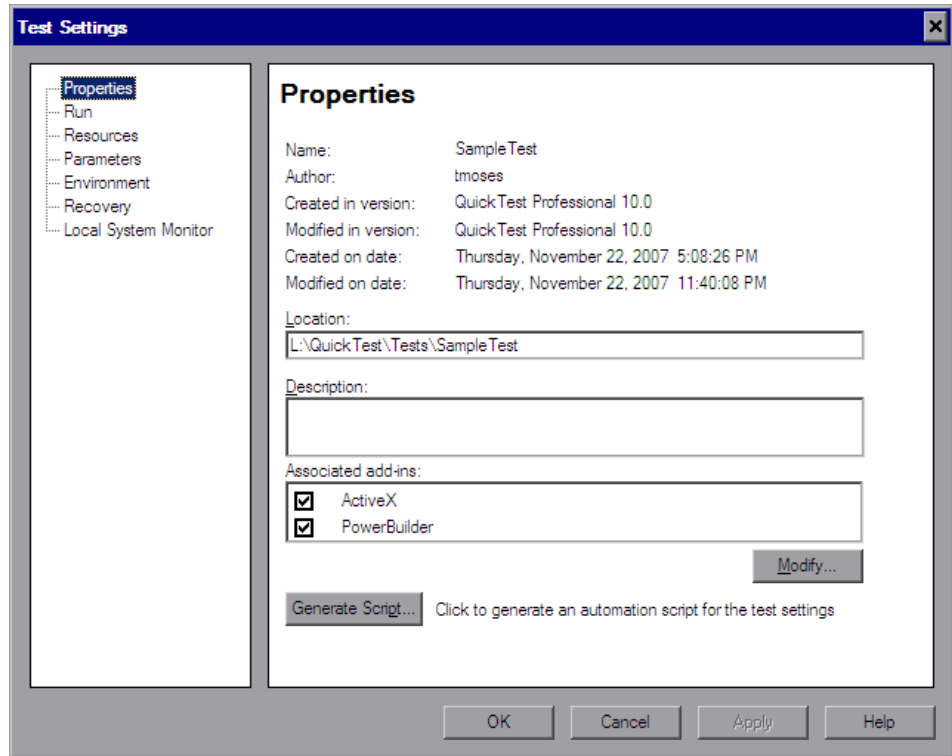 Test Settings
Properties
Run
Resources
Parameters
Environment
Recovery
Local System Monitor
Properties
Name: SampleTest
Author: tmoses
Created in version: QuickTest Professional 10.0
Modified in version: QuickTest Professional 10.0
Created on date: Thursday, November 22, 2007 5:08:26 PM
Modified on date: Thursday, November 22, 2007 11:40:08 PM
Location:
L:\QuickTest\Tests\SampleTest
Description:
Associated add-ins:
ActiveX
PowerBuilder
Modify...
Generate Script... Click to generate an automation script for the test settings
OK Cancel Apply Help